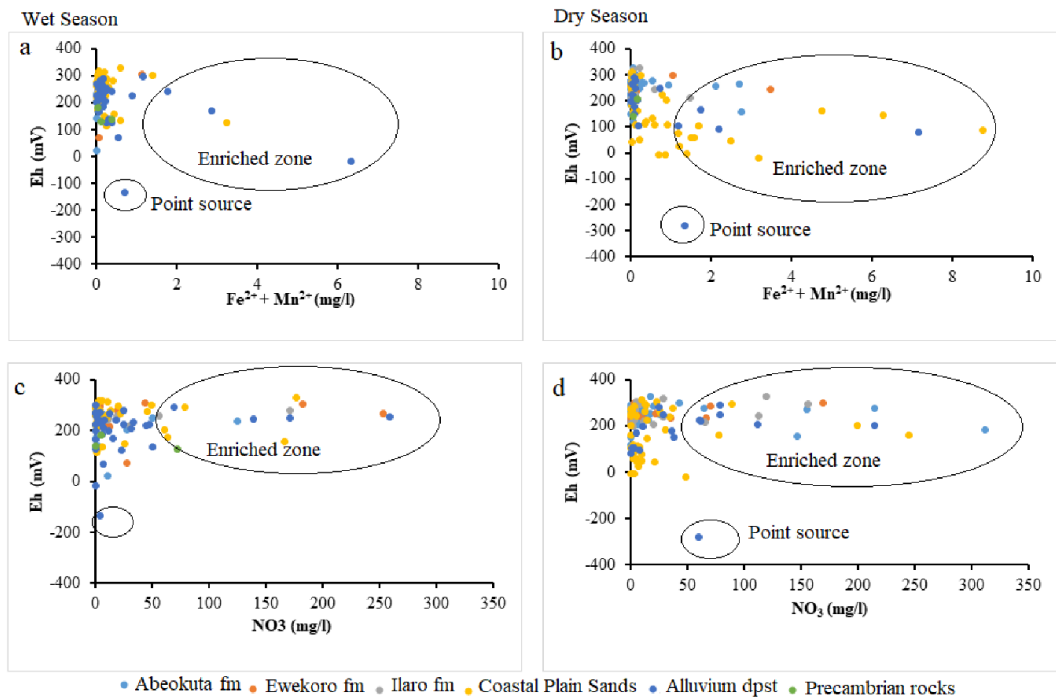 Wet Season
Dry Season
a
400
300
200
100
0
-100
-200
-300
-400
Eh (mV)
Enriched zone
Point source
0 2 4 6 8 10
Fe²⁺ + Mn²⁺ (mg/l)
b
400
300
200
100
0
-100
-200
-300
-400
Eh (mV)
Enriched zone
Point source
0 2 4 6 8 10
Fe²⁺ + Mn²⁺ (mg/l)
c
400
200
0
-200
-400
Eh (mV)
Enriched zone
0 50 100 150 200 250 300 350
NO3 (mg/l)
d
400
200
0
-200
-400
Eh (mV)
Enriched zone
Point source
0 50 100 150 200 250 300 350
NO₃ (mg/l)
Abeokuta fm Ewekoro fm Ilaro fm Coastal Plain Sands Alluvium dpst Precambrian rocks